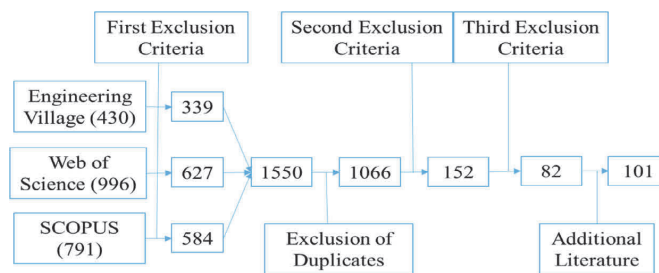 First Exclusion
Criteria
Second Exclusion
Criteria
Third Exclusion
Criteria
Engineering
Village (430)
339
Web of
Science (996)
627
1550
1066
152
82
101
SCOPUS
(791)
584
Exclusion of
Duplicates
Additional
Literature